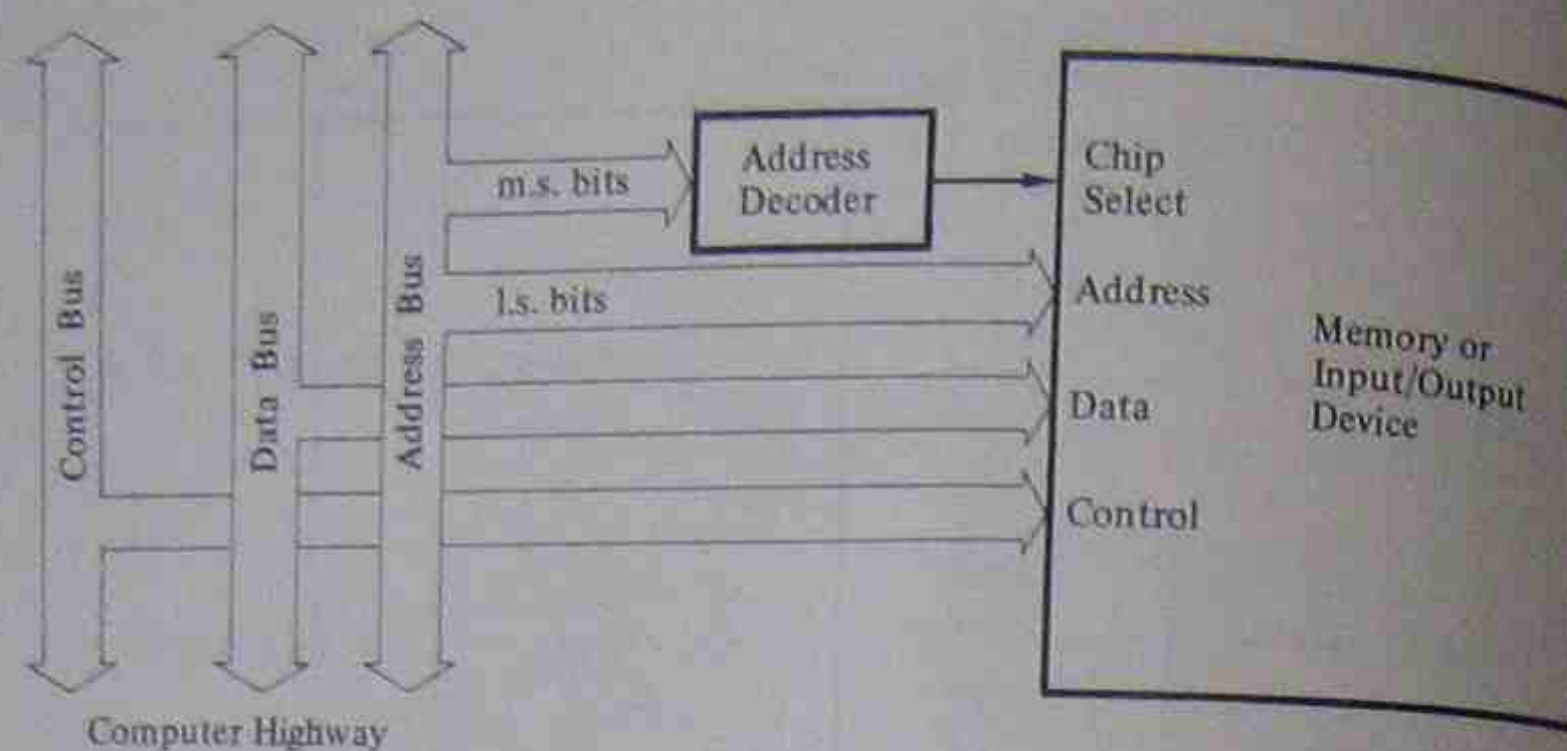 Control Bus
Data Bus
Address Bus
m.s. bits
l.s. bits
Address
Decoder
Chip
Select
Address
Data
Control
Memory or
Input/Output
Device
Computer Highway